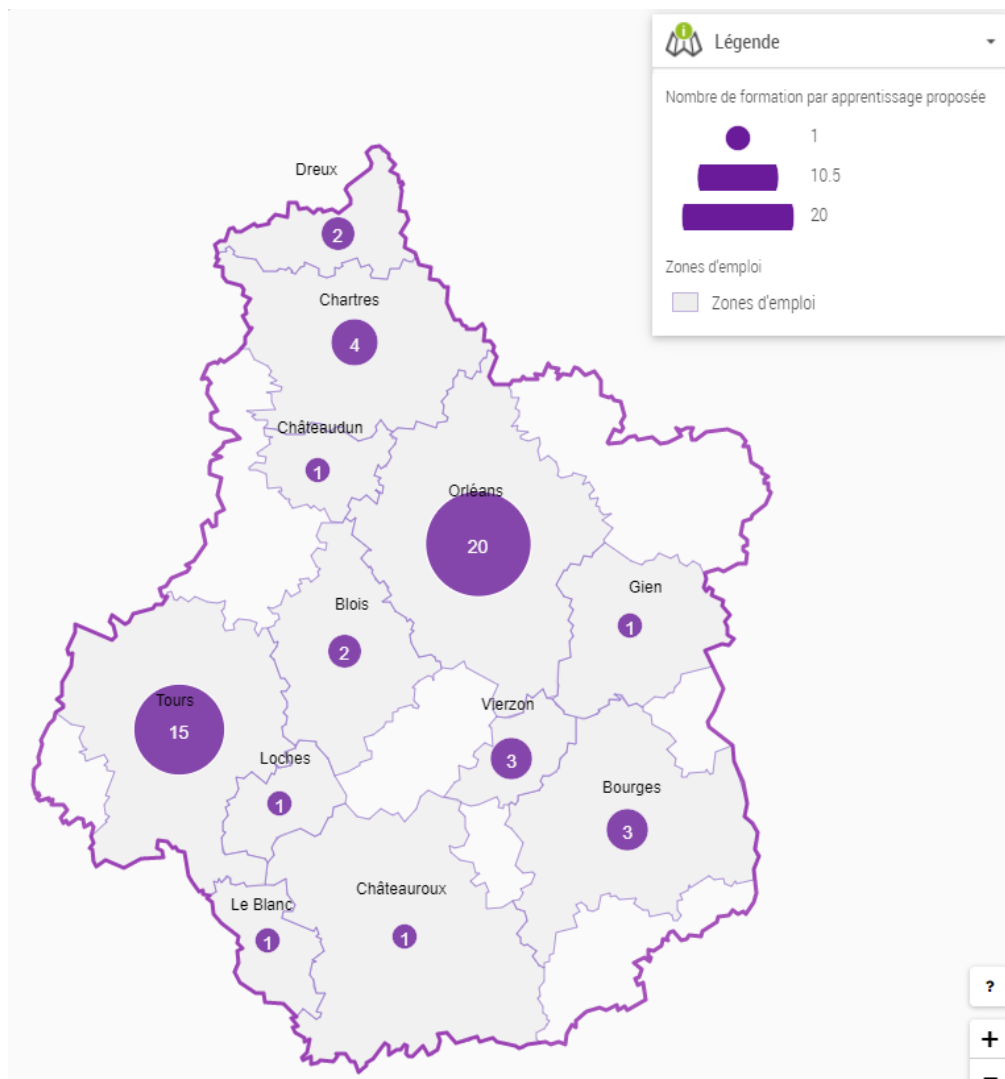 Légende
Nombre de formation par apprentissage proposée
1
10.5
20
Zones d'emploi
Zones d'emploi
Dreux
2
Chartres
4
Châteaudun
1
Orléans
20
Gien
1
Blois
2
Tours
15
Vierzon
3
Loches
1
Bourges
3
Châteauroux
1
Le Blanc
1
?
+